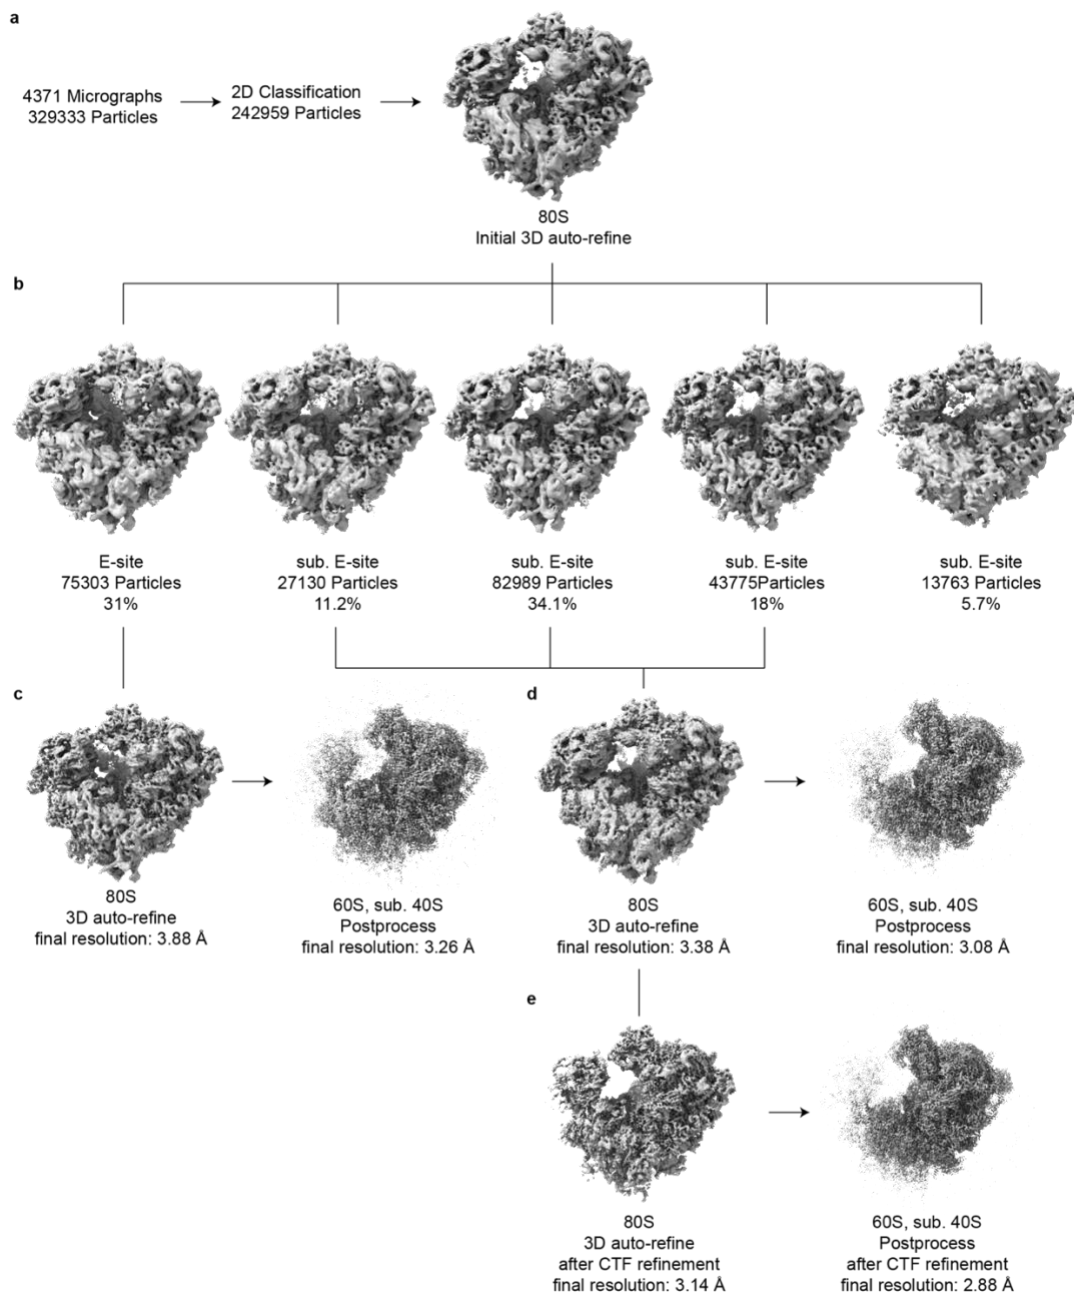 a
4371 Micrographs
329333 Particles
2D Classification
242959 Particles
80S
Initial 3D auto-refine
b
E-site
75303 Particles
31%
sub. E-site
27130 Particles
11.2%
sub. E-site
82989 Particles
34.1%
sub. E-site
43775Particles
18%
sub. E-site
13763 Particles
5.7%
c
80S
3D auto-refine
final resolution: 3.88 Å
60S, sub. 40S
Postprocess
final resolution: 3.26 Å
d
80S
3D auto-refine
final resolution: 3.38 Å
60S, sub. 40S
Postprocess
final resolution: 3.08 Å
e
80S
3D auto-refine
after CTF refinement
final resolution: 3.14 Å
60S, sub. 40S
Postprocess
after CTF refinement
final resolution: 2.88 Å